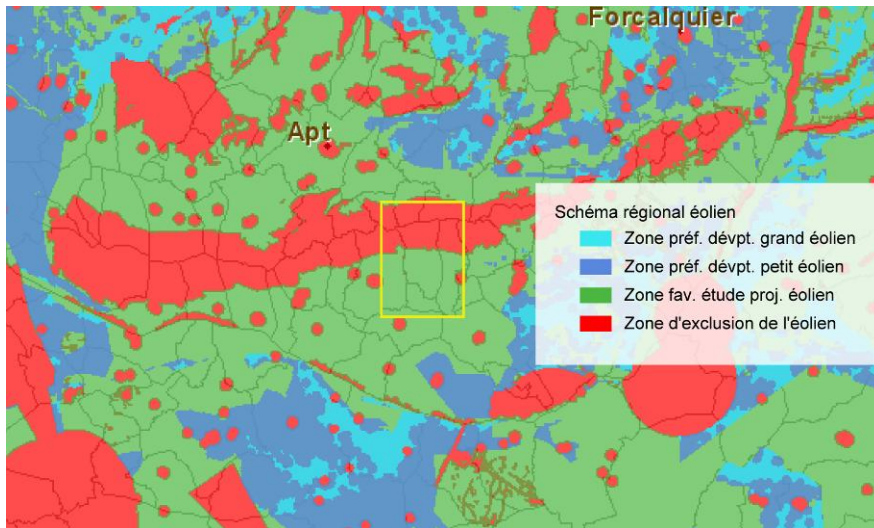 Forcalquier
Apt
Schéma régional éolien
Zone préf. dévpt. grand éolien
Zone préf. dévpt. petit éolien
Zone fav. étude proj. éolien
Zone d'exclusion de l'éolien